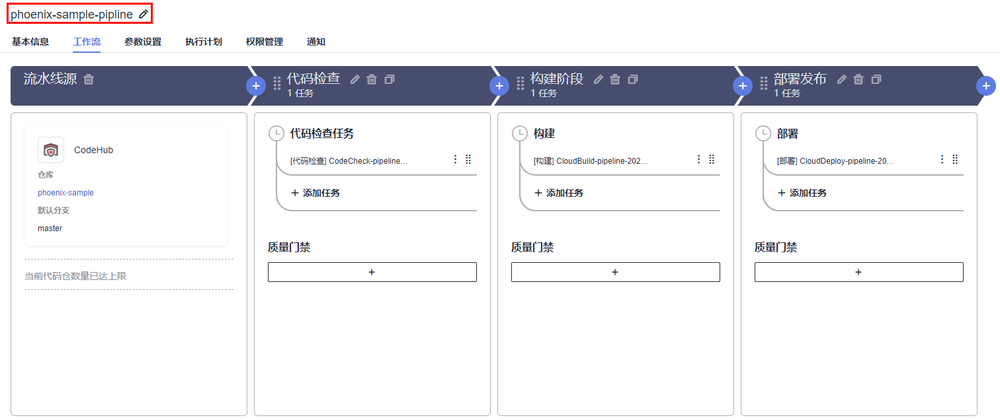 phoenix-sample-pipline
基本信息 工作流 参数设置 执行计划 权限管理 通知
流水线源
代码检查
1 任务
构建阶段
1 任务
部署发布
1 任务
CodeHub
仓库
phoenix-sample
默认分支
master
当前代码仓数量已达上限
代码检查任务
[代码检查] CodeCheck-pipeline...
+ 添加任务
质量门禁
+
构建
[构建] CloudBuild-pipeline-202...
+ 添加任务
质量门禁
+
部署
[部署] CloudDeploy-pipeline-20...
+ 添加任务
质量门禁
+